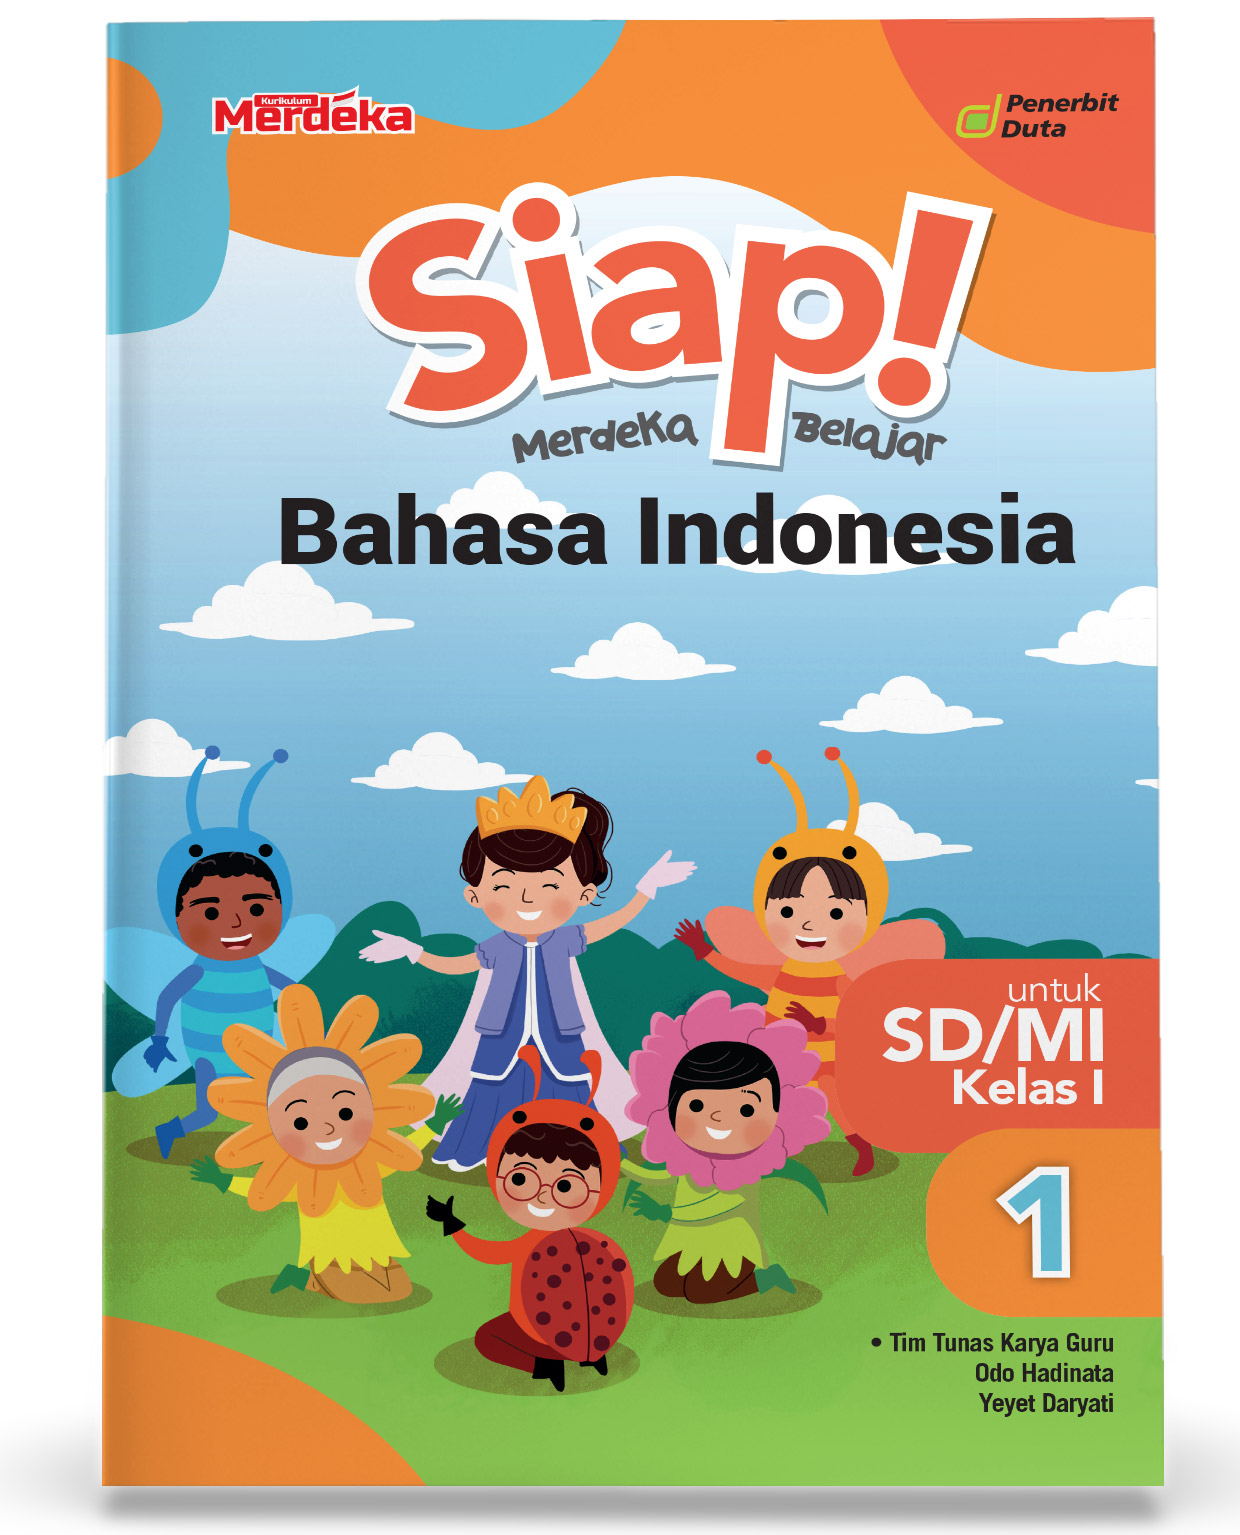 Kurikulum
Merdeka
Penerbit
Duta
Siap!
Merdeka Belajar
Bahasa Indonesia
untuk
SD/MI
Kelas I
1
• Tim Tunas Karya Guru
Odo Hadinata
Yeyet Daryati